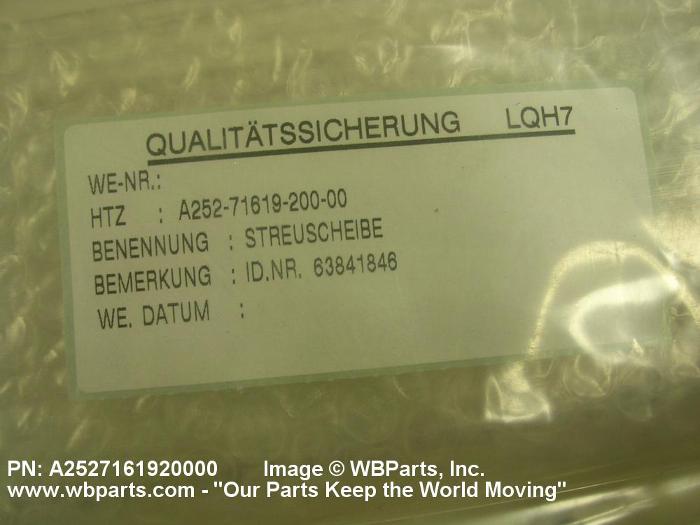 QUALITÄTSSICHERUNG LQH7
WE-NR.:
HTZ : A252-71619-200-00
BENENNUNG : STREUSCHEIBE
BEMERKUNG : ID.NR. 63841846
WE. DATUM :
PN: A2527161920000 Image © WBParts, Inc.
www.wbparts.com - "Our Parts Keep the World Moving"